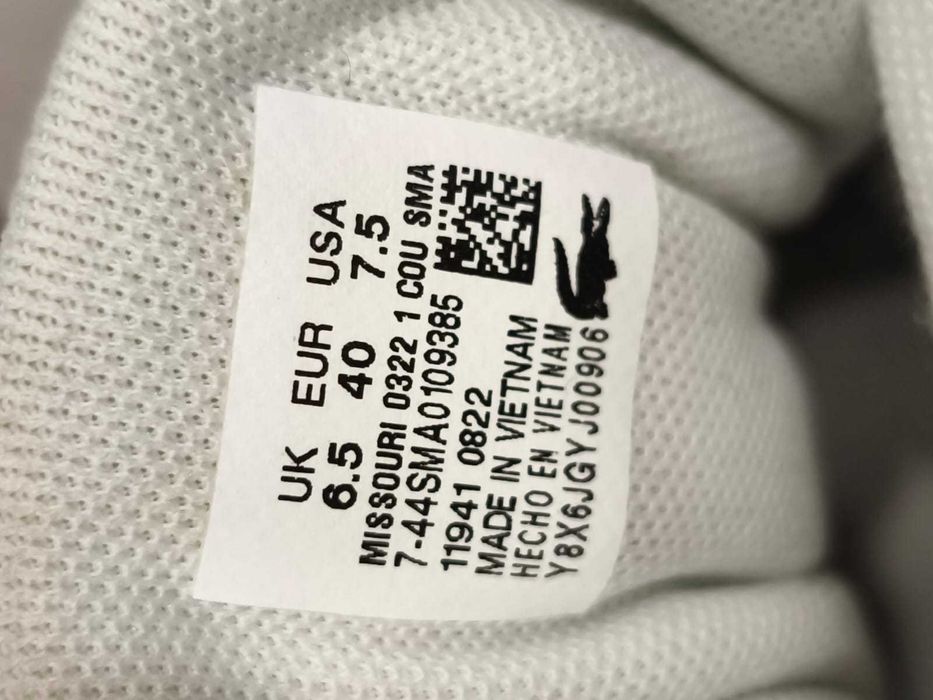 UK EUR USA
6.5 40 7.5
MISSOURI 0322 1 COU SMA
7-44SMA0109385
11941 0822
MADE IN VIETNAM
HECHO EN VIETNAM
Y8X6JGYJ00906